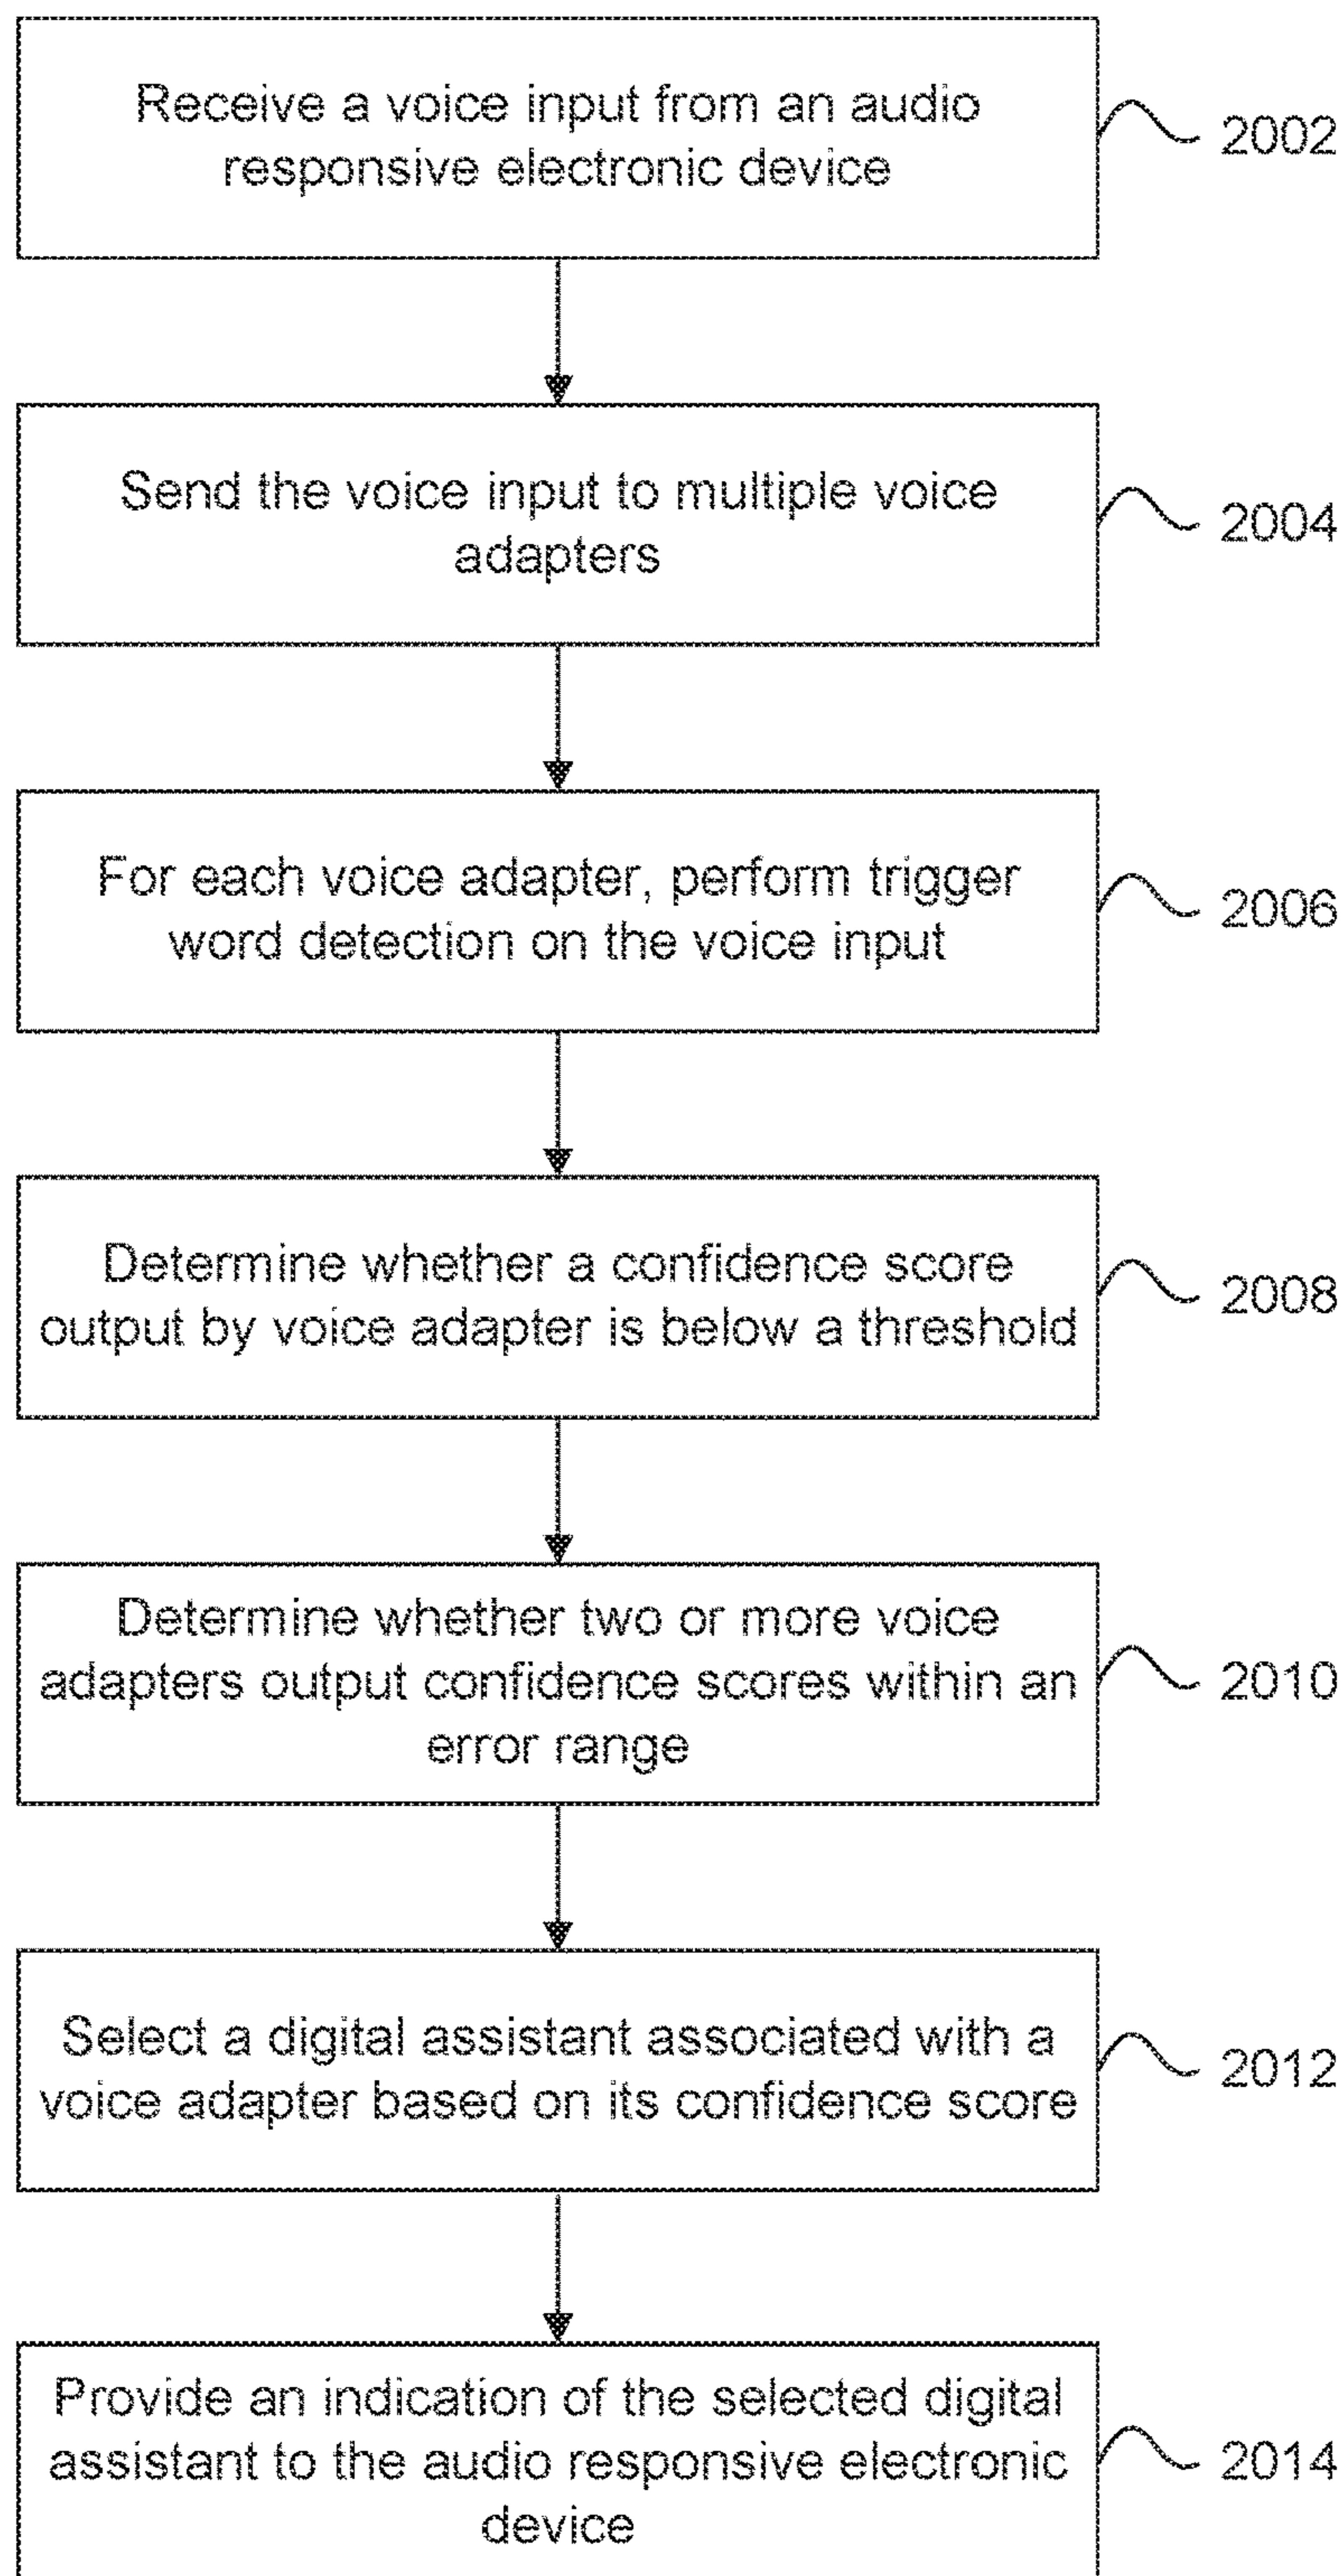 Receive a voice input from an audio
responsive electronic device
2002
Send the voice input to multiple voice
adapters
2004
For each voice adapter, perform trigger
word detection on the voice input
2006
Determine whether a confidence score
output by voice adapter is below a threshold
2008
Determine whether two or more voice
adapters output confidence scores within an
error range
2010
Select a digital assistant associated with a
voice adapter based on its confidence score
2012
Provide an indication of the selected digital
assistant to the audio responsive electronic
device
2014